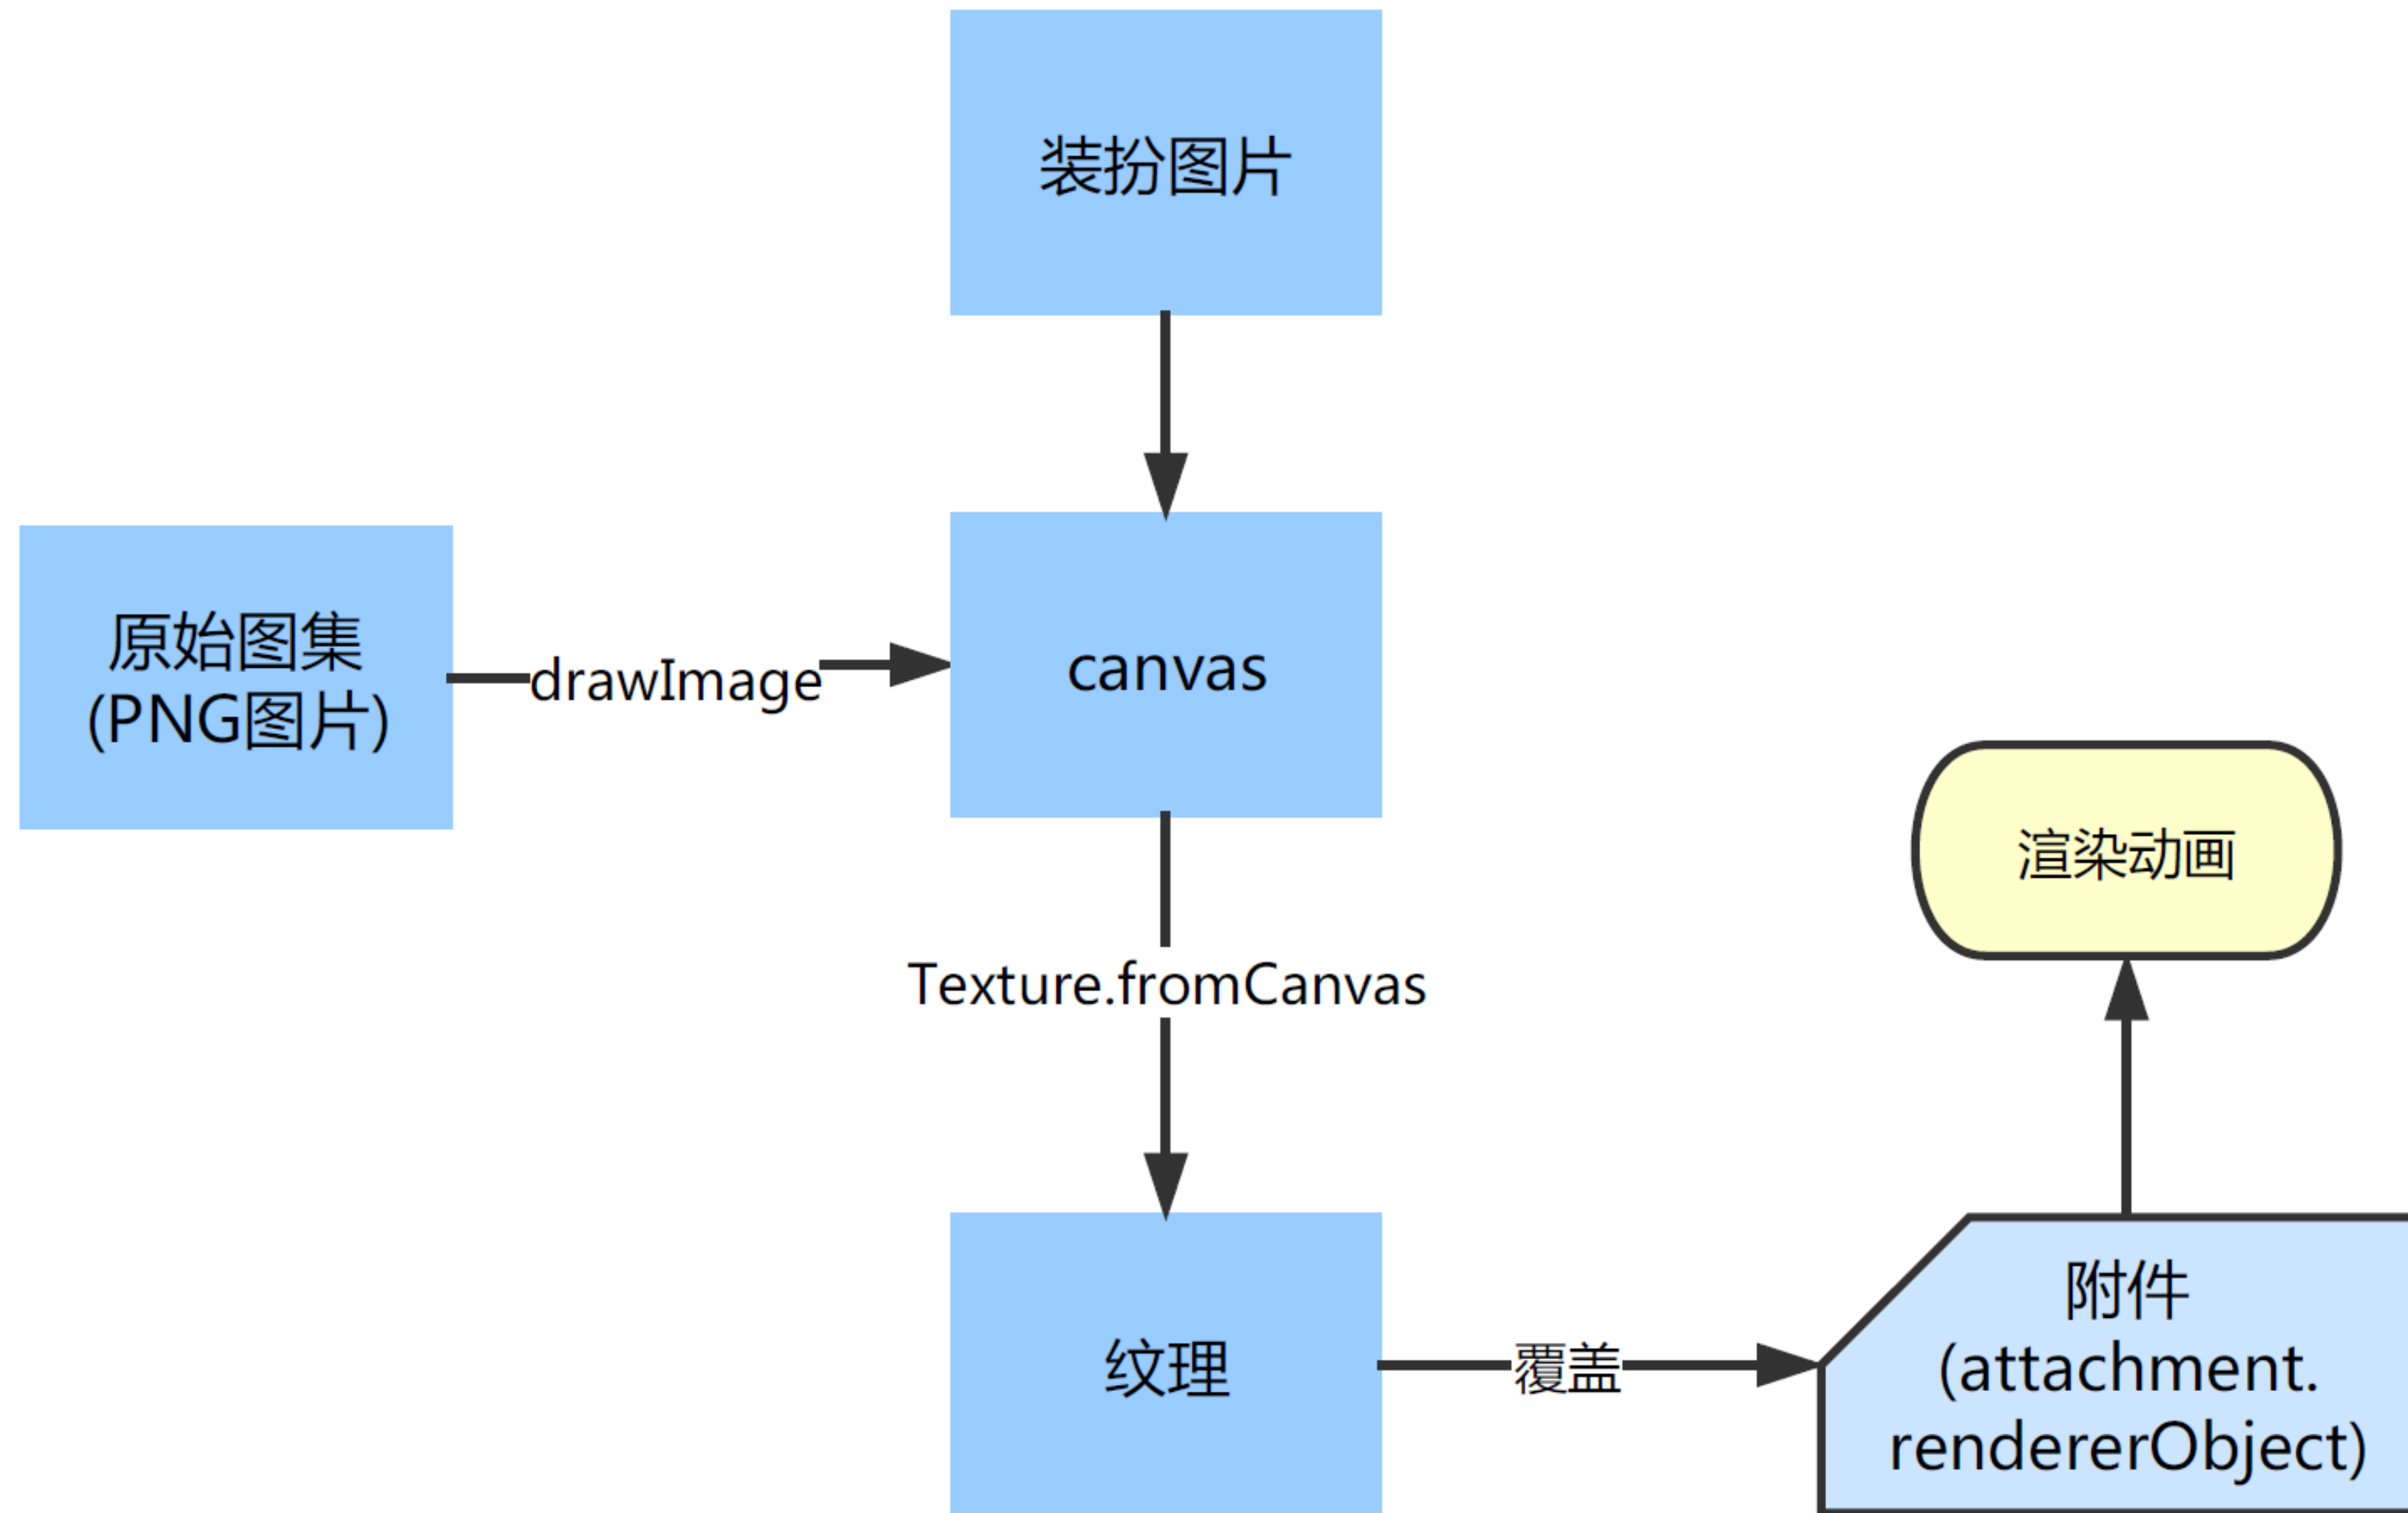 装扮图片
原始图集
(PNG图片)
drawImage
canvas
Texture.fromCanvas
渲染动画
纹理
覆盖
附件
(attachment.
rendererObject)